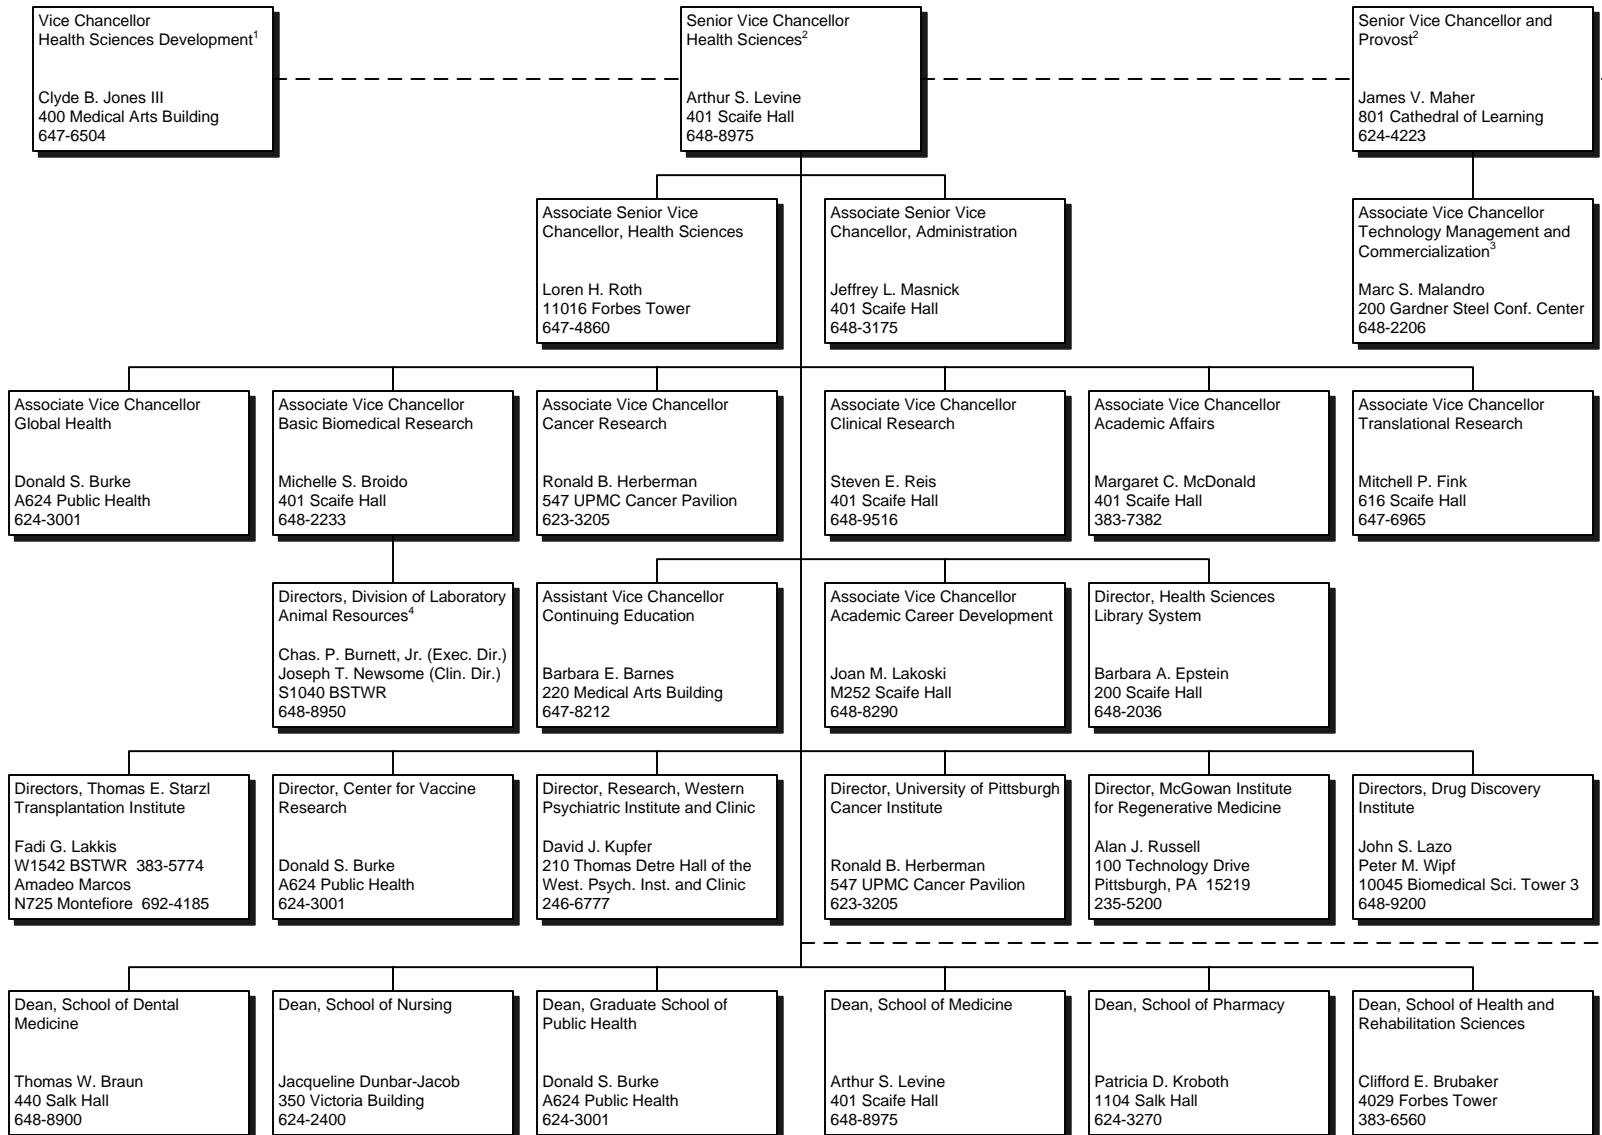 Vice Chancellor
Health Sciences Development¹
Clyde B. Jones III
400 Medical Arts Building
647-6504
Senior Vice Chancellor
Health Sciences²
Arthur S. Levine
401 Scaife Hall
648-8975
Senior Vice Chancellor and
Provost²
James V. Maher
801 Cathedral of Learning
624-4223
Associate Senior Vice
Chancellor, Health Sciences
Loren H. Roth
11016 Forbes Tower
647-4860
Associate Senior Vice
Chancellor, Administration
Jeffrey L. Masnick
401 Scaife Hall
648-3175
Associate Vice Chancellor
Technology Management and
Commercialization³
Marc S. Malandro
200 Gardner Steel Conf. Center
648-2206
Associate Vice Chancellor
Global Health
Donald S. Burke
A624 Public Health
624-3001
Associate Vice Chancellor
Basic Biomedical Research
Michelle S. Broido
401 Scaife Hall
648-2233
Associate Vice Chancellor
Cancer Research
Ronald B. Herberman
547 UPMC Cancer Pavilion
623-3205
Associate Vice Chancellor
Clinical Research
Steven E. Reis
401 Scaife Hall
648-9516
Associate Vice Chancellor
Academic Affairs
Margaret C. McDonald
401 Scaife Hall
383-7382
Associate Vice Chancellor
Translational Research
Mitchell P. Fink
616 Scaife Hall
647-6965
Directors, Division of Laboratory
Animal Resources⁴
Chas. P. Burnett, Jr. (Exec. Dir.)
Joseph T. Newsome (Clin. Dir.)
S1040 BSTWR
648-8950
Assistant Vice Chancellor
Continuing Education
Barbara E. Barnes
220 Medical Arts Building
647-8212
Associate Vice Chancellor
Academic Career Development
Joan M. Lakoski
M252 Scaife Hall
648-8290
Director, Health Sciences
Library System
Barbara A. Epstein
200 Scaife Hall
648-2036
Directors, Thomas E. Starzl
Transplantation Institute
Fadi G. Lakkis
W1542 BSTWR 383-5774
Amadeo Marcos
N725 Montefiore 692-4185
Director, Center for Vaccine
Research
Donald S. Burke
A624 Public Health
624-3001
Director, Research, Western
Psychiatric Institute and Clinic
David J. Kupfer
210 Thomas Detre Hall of the
West. Psych. Inst. and Clinic
246-6777
Director, University of Pittsburgh
Cancer Institute
Ronald B. Herberman
547 UPMC Cancer Pavilion
623-3205
Director, McGowan Institute
for Regenerative Medicine
Alan J. Russell
100 Technology Drive
Pittsburgh, PA 15219
235-5200
Directors, Drug Discovery
Institute
John S. Lazo
Peter M. Wipf
10045 Biomedical Sci. Tower 3
648-9200
Dean, School of Dental
Medicine
Thomas W. Braun
440 Salk Hall
648-8900
Dean, School of Nursing
Jacqueline Dunbar-Jacob
350 Victoria Building
624-2400
Dean, Graduate School of
Public Health
Donald S. Burke
A624 Public Health
624-3001
Dean, School of Medicine
Arthur S. Levine
401 Scaife Hall
648-8975
Dean, School of Pharmacy
Patricia D. Kroboth
1104 Salk Hall
624-3270
Dean, School of Health and
Rehabilitation Sciences
Clifford E. Brubaker
4029 Forbes Tower
383-6560